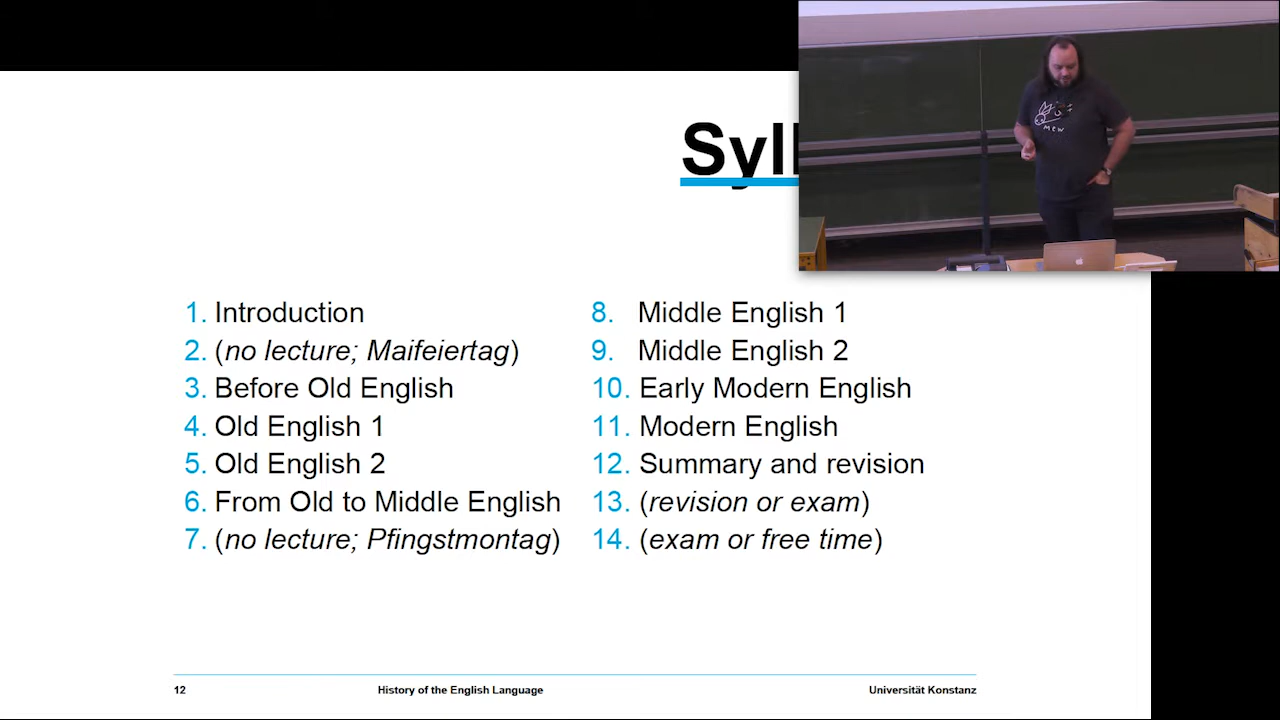 Syl
MEW
1. Introduction
2. (no lecture; Maifeiertag)
3. Before Old English
4. Old English 1
5. Old English 2
6. From Old to Middle English
7. (no lecture; Pfingstmontag)
8. Middle English 1
9. Middle English 2
10. Early Modern English
11. Modern English
12. Summary and revision
13. (revision or exam)
14. (exam or free time)
12 History of the English Language Universität Konstanz